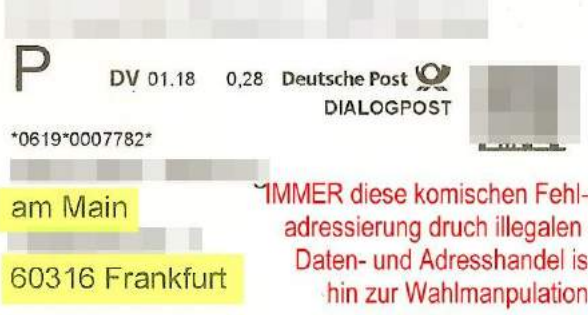 P
DV 01.18 0,28 Deutsche Post
DIALOGPOST
*0619*0007782*
am Main
60316 Frankfurt
IMMER diese komischen Fehl-
adressierung druch illegalen
Daten- und Adresshandel is
hin zur Wahlmanpulation